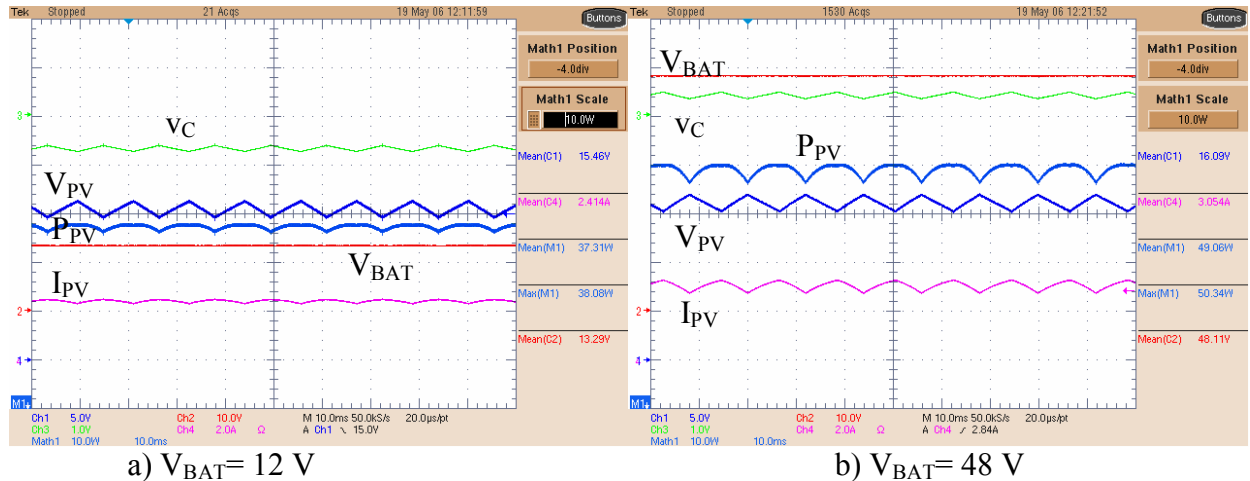 Tek Stopped 21 Acqs 19 May 06 12:11:59
Buttons
Math1 Position
-4.0div
Math1 Scale
10.0W
3
vC
VPV
PPV
VBAT
IPV
2
4
M1
Mean(C1) 15.46V
Mean(C4) 2.414A
Mean(M1) 37.31W
Max(M1) 38.08W
Mean(C2) 13.29V
Ch1 5.0V Ch2 10.0V M 10.0ms 50.0kS/s 20.0µs/pt
Ch3 1.0V Ch4 2.0A Ω A Ch1 \ 15.0V
Math1 10.0W 10.0ms
a) VBAT= 12 V
Tek Stopped 1530 Acqs 19 May 06 12:21:52
Buttons
Math1 Position
-4.0div
Math1 Scale
10.0W
VBAT
3
vC
PPV
VPV
2
IPV
4
M1
Mean(C1) 16.09V
Mean(C4) 3.054A
Mean(M1) 49.06W
Max(M1) 50.34W
Mean(C2) 48.11V
Ch1 5.0V Ch2 10.0V M 10.0ms 50.0kS/s 20.0µs/pt
Ch3 1.0V Ch4 2.0A Ω A Ch4 / 2.84A
Math1 10.0W 10.0ms
b) VBAT= 48 V